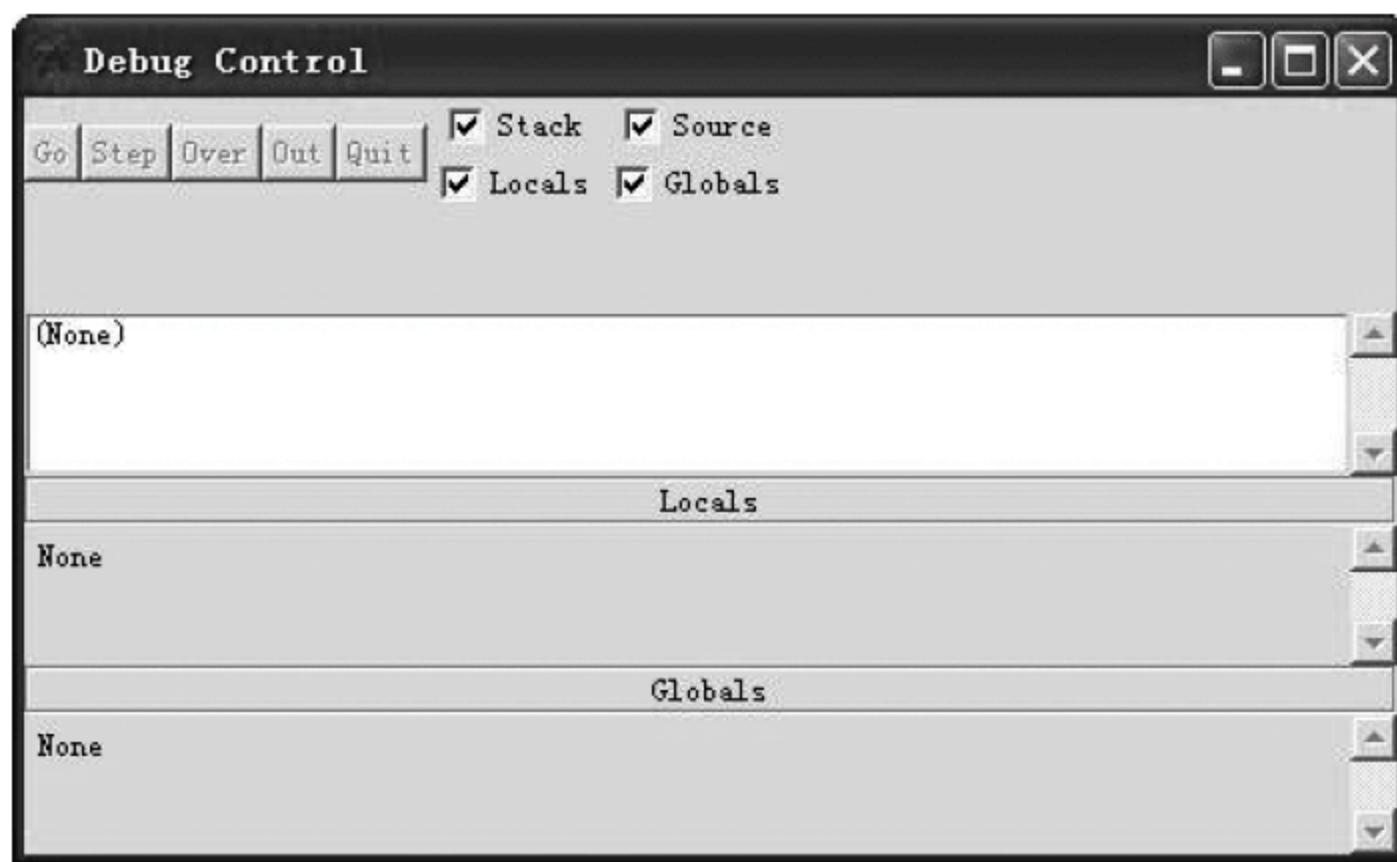 Debug Control
Go Step Over Out Quit
Stack Source
Locals Globals
(None)
Locals
None
Globals
None